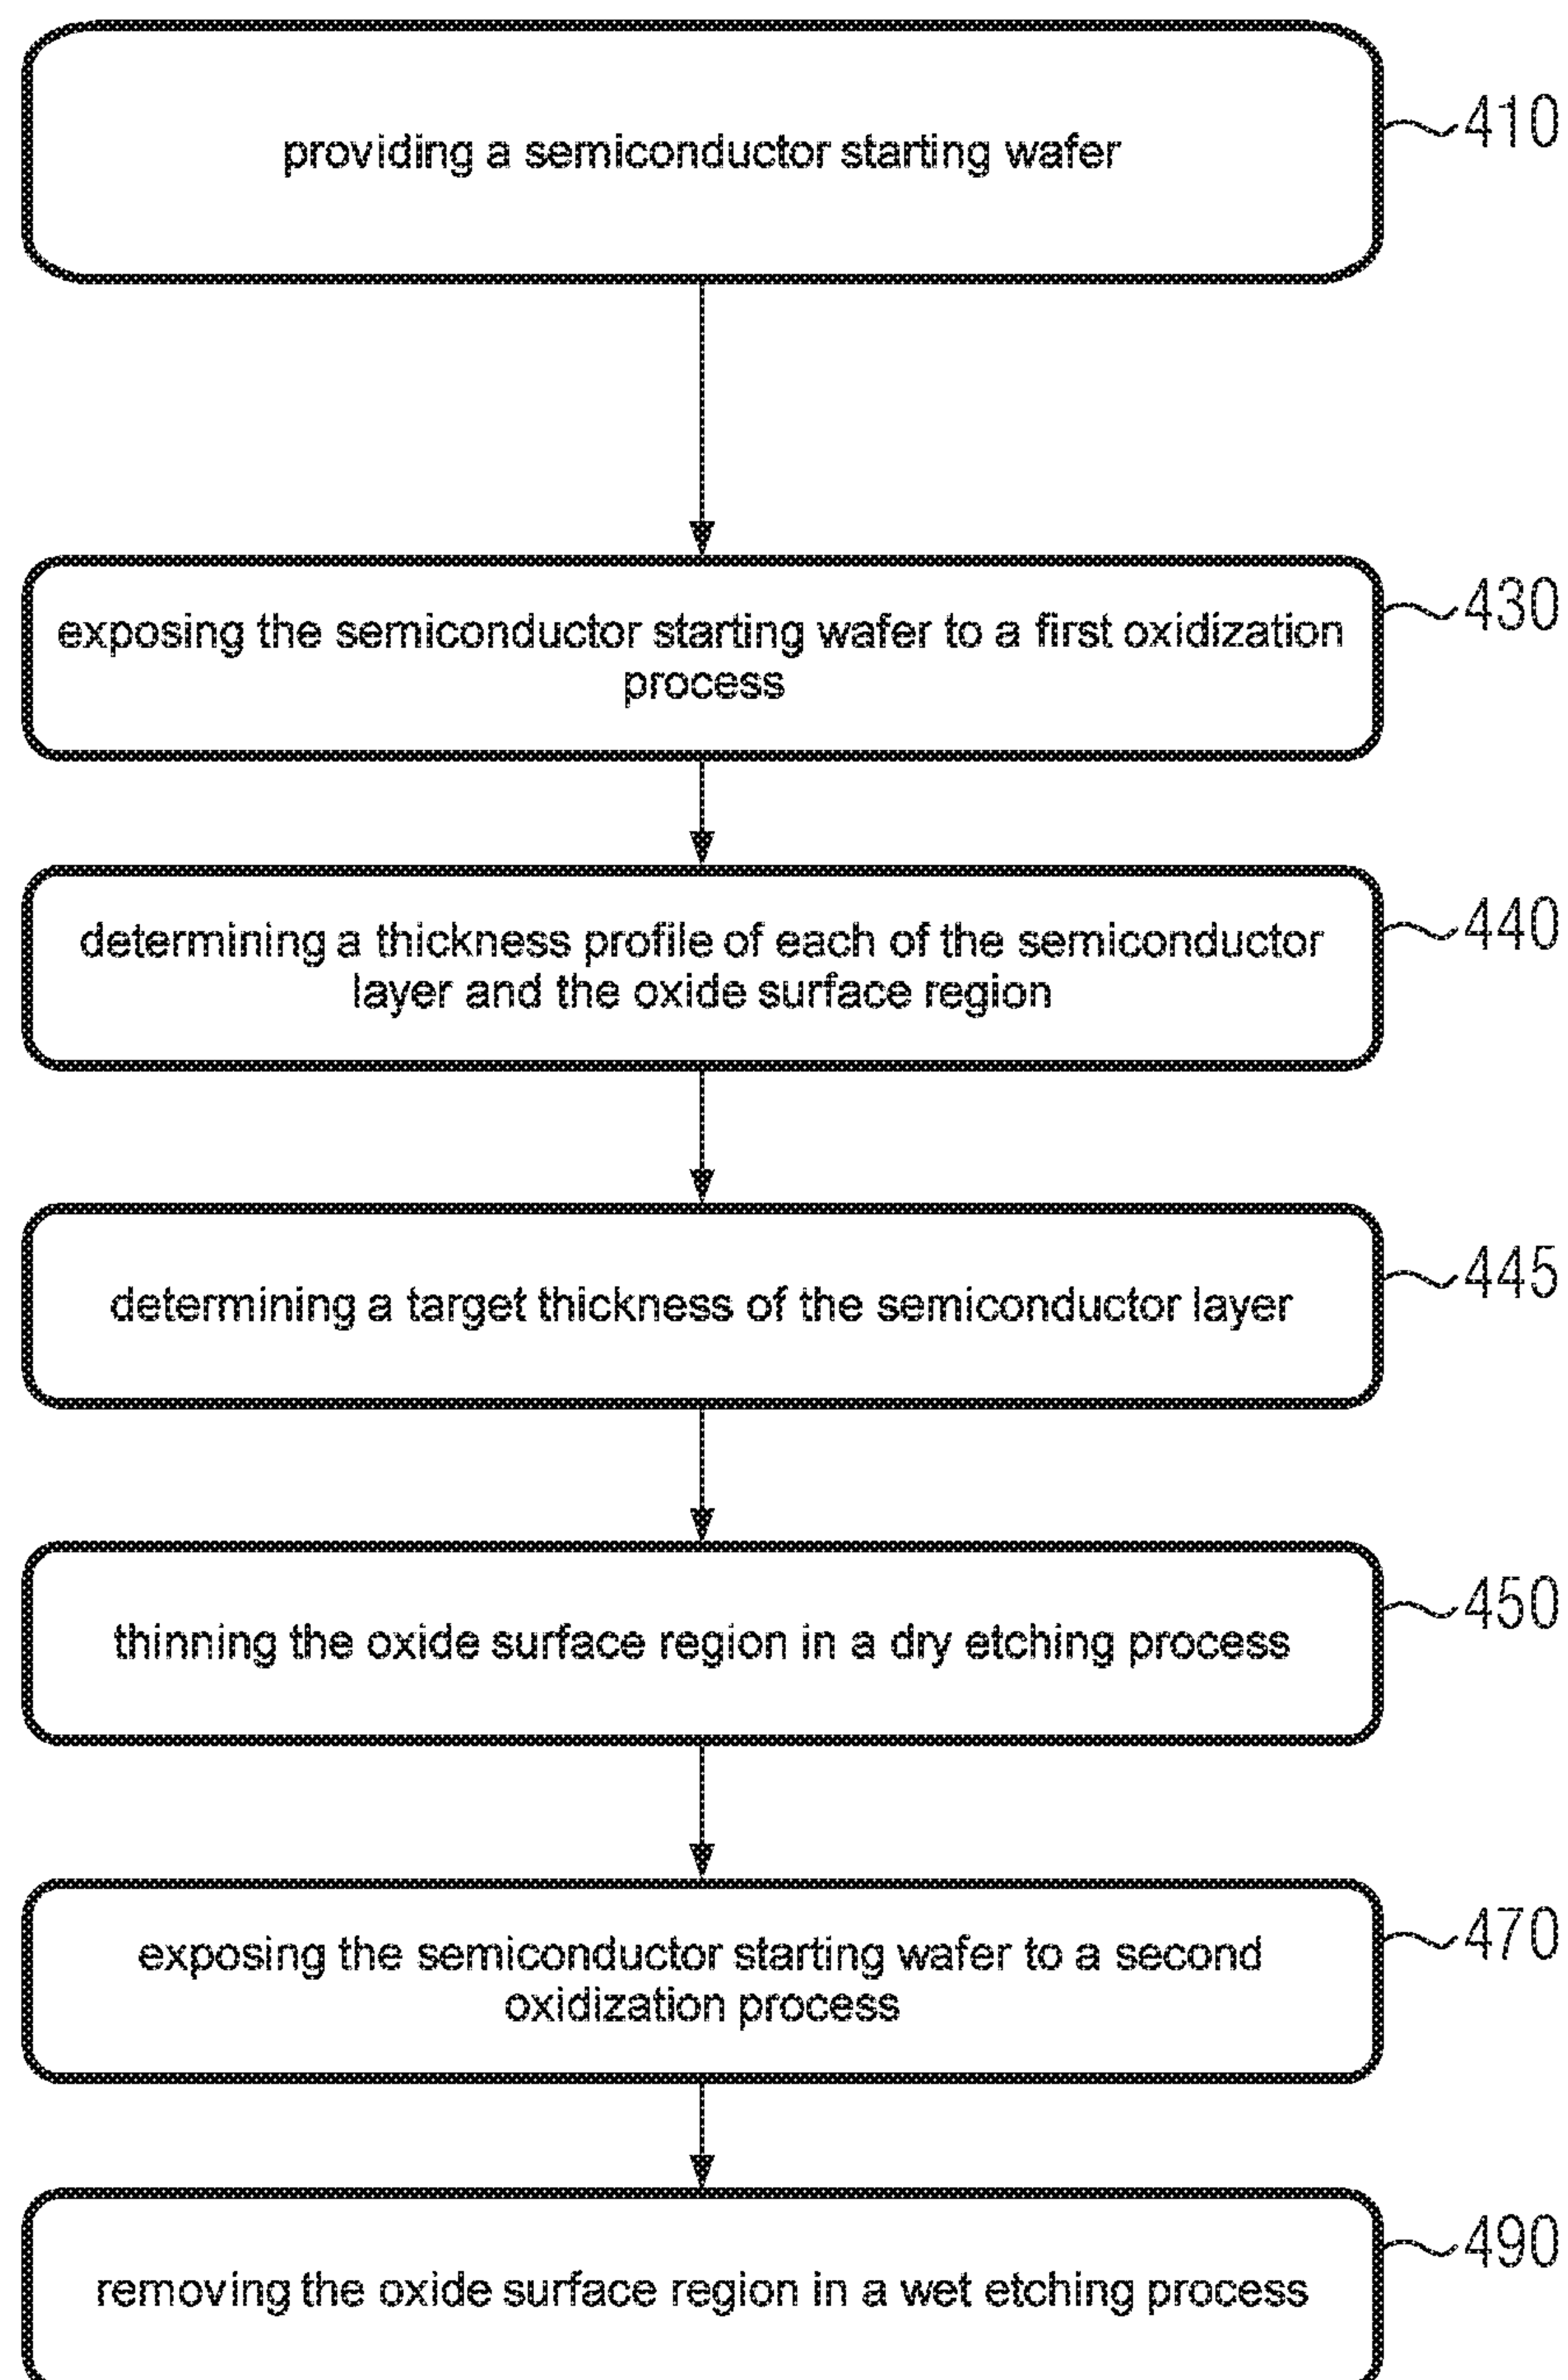 providing a semiconductor starting wafer
410
exposing the semiconductor starting wafer to a first oxidization
process
430
determining a thickness profile of each of the semiconductor
layer and the oxide surface region
440
determining a target thickness of the semiconductor layer
445
thinning the oxide surface region in a dry etching process
450
exposing the semiconductor starting wafer to a second
oxidization process
470
removing the oxide surface region in a wet etching process
490